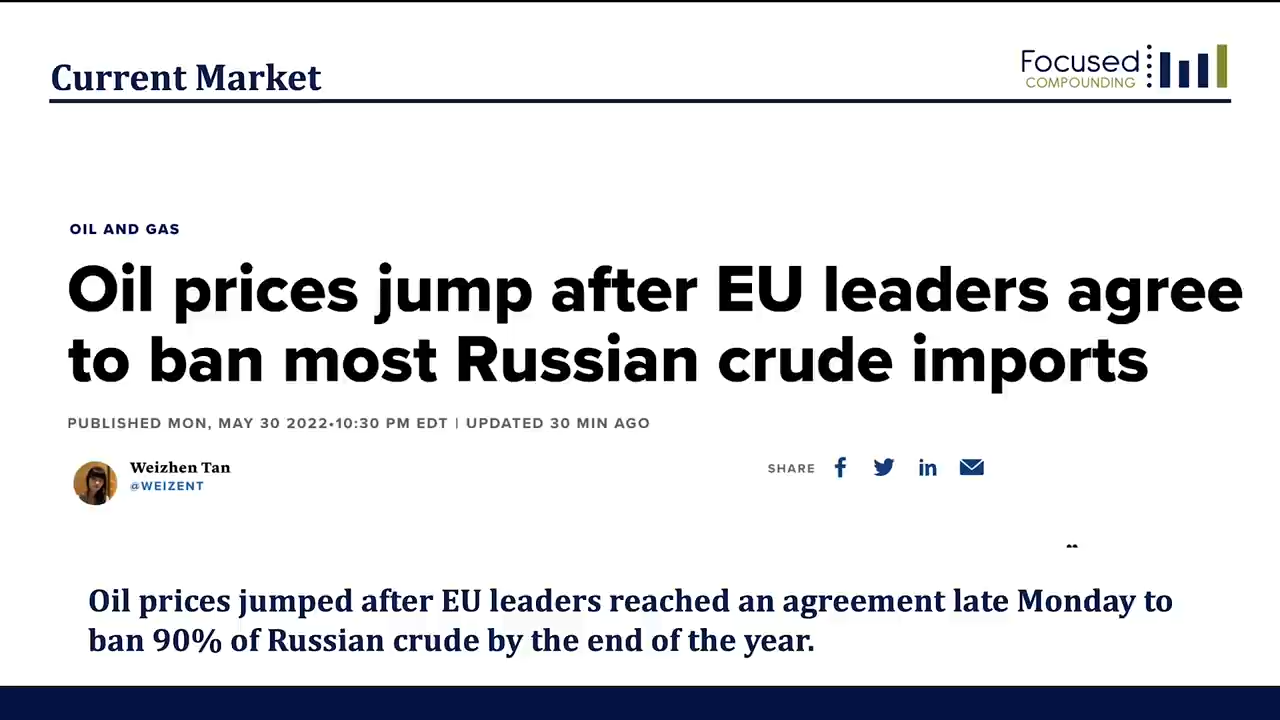 Current Market
Focused
COMPOUNDING
OIL AND GAS
Oil prices jump after EU leaders agree
to ban most Russian crude imports
PUBLISHED MON, MAY 30 2022•10:30 PM EDT | UPDATED 30 MIN AGO
Weizhen Tan
@WEIZENT
SHARE
Oil prices jumped after EU leaders reached an agreement late Monday to
ban 90% of Russian crude by the end of the year.